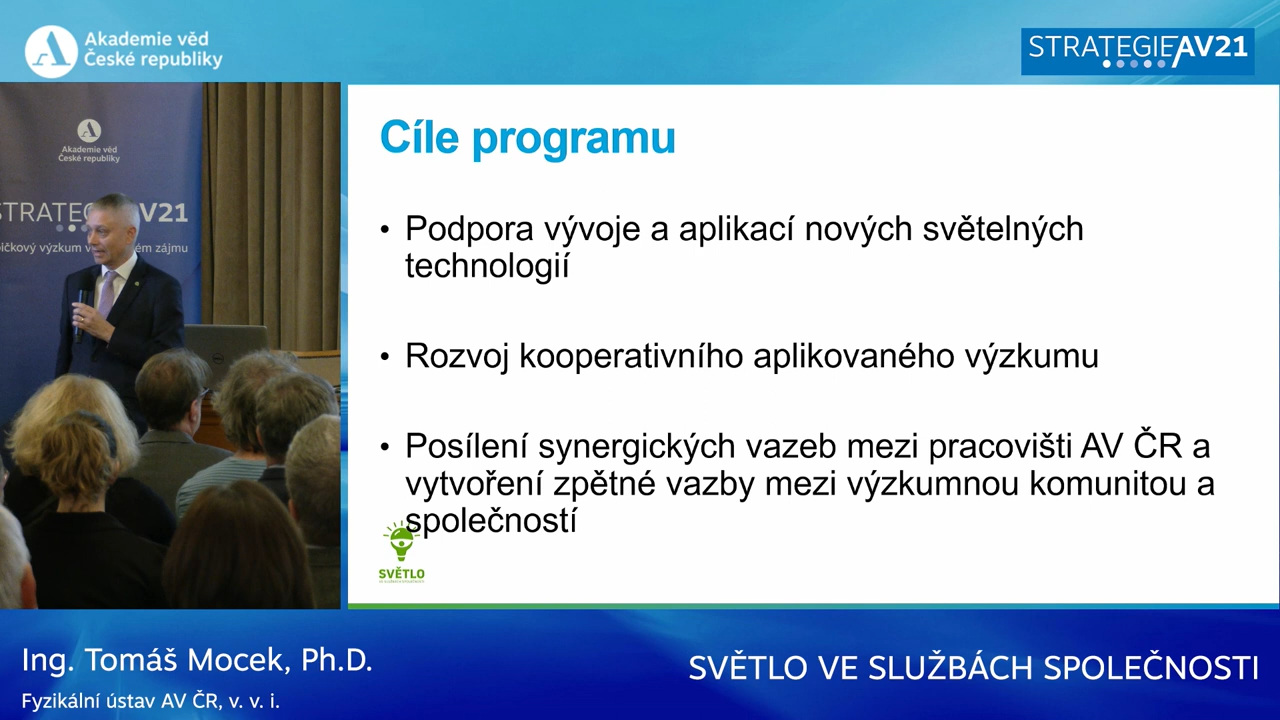 Akademie věd
České republiky
STRATEGIE AV21
Akademie věd
České republiky
V21
Cíle programu
• Podpora vývoje a aplikací nových světelných
technologií
• Rozvoj kooperativního aplikovaného výzkumu
• Posílení synergických vazeb mezi pracovišti AV ČR a
vytvoření zpětné vazby mezi výzkumnou komunitou a
společností
SVĚTLO
Ing. Tomáš Mocek, Ph.D.
Fyzikální ústav AV ČR, v. v. i.
SVĚTLO VE SLUŽBÁCH SPOLEČNOSTI